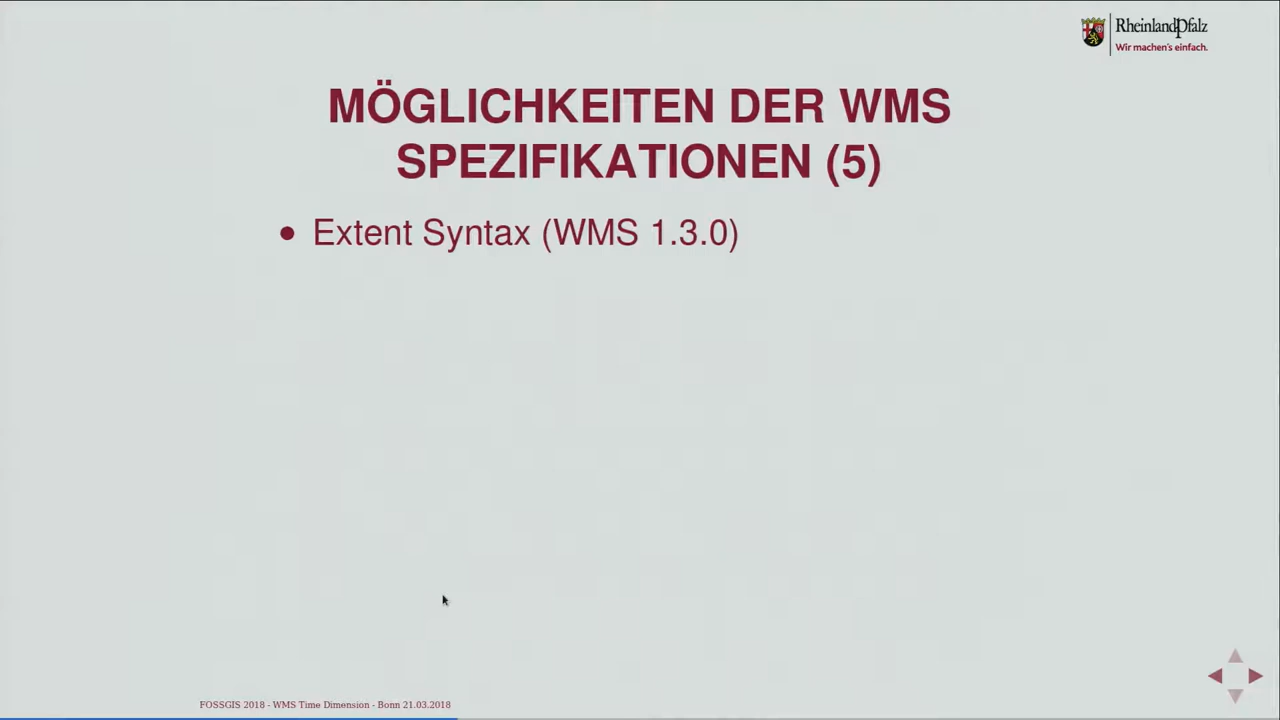 RheinlandPfalz
Wir machen's einfach.
MÖGLICHKEITEN DER WMS
SPEZIFIKATIONEN (5)
• Extent Syntax (WMS 1.3.0)
FOSSGIS 2018 - WMS Time Dimension - Bonn 21.03.2018